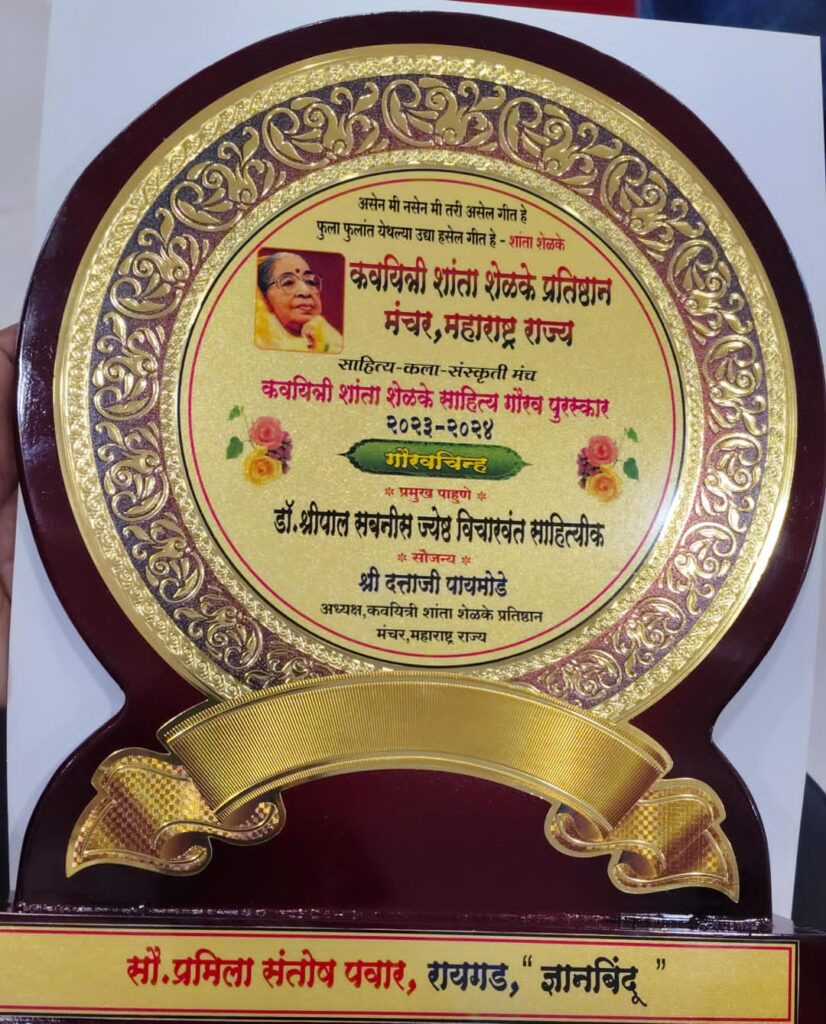 असेन मी नसेन मी तरी असेल गीत हे
फुला फुलांत येथल्या उद्या हसेल गीत हे - शांता शेळके
कवयित्री शांता शेळके प्रतिष्ठान
मंचर,महाराष्ट्र राज्य
साहित्य-कला-संस्कृती मंच
कवयित्री शांता शेळके साहित्य गौरव पुरस्कार
२०२३-२०२४
गौरवचिन्ह
* प्रमुख पाहुणे *
डॉ.श्रीपाल सबनीस ज्येष्ठ विचारवंत साहित्यीक
* सौजन्य *
श्री दत्ताजी पायमोडे
अध्यक्ष,कवयित्री शांता शेळके प्रतिष्ठान
मंचर,महाराष्ट्र राज्य
सौ.प्रमिला संतोष पवार, रायगड, “ ज्ञानबिंदू ”